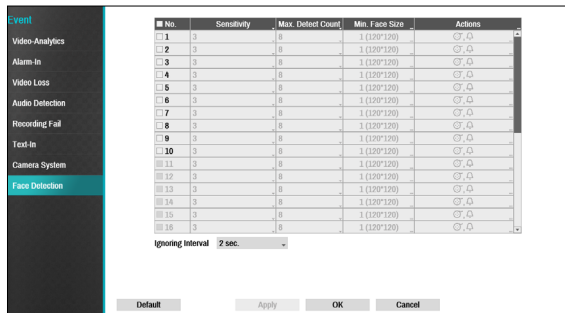 Event
Video-Analytics
Alarm-In
Video Loss
Audio Detection
Recording Fail
Text-In
Camera System
Face Detection
No. Sensitivity Max. Detect Count Min. Face Size Actions
1 3 8 1 (120*120)
2 3 8 1 (120*120)
3 3 8 1 (120*120)
4 3 8 1 (120*120)
5 3 8 1 (120*120)
6 3 8 1 (120*120)
7 3 8 1 (120*120)
8 3 8 1 (120*120)
9 3 8 1 (120*120)
10 3 8 1 (120*120)
11 3 8 1 (120*120)
12 3 8 1 (120*120)
13 3 8 1 (120*120)
14 3 8 1 (120*120)
15 3 8 1 (120*120)
16 3 8 1 (120*120)
Ignoring Interval 2 sec.
Default Apply OK Cancel